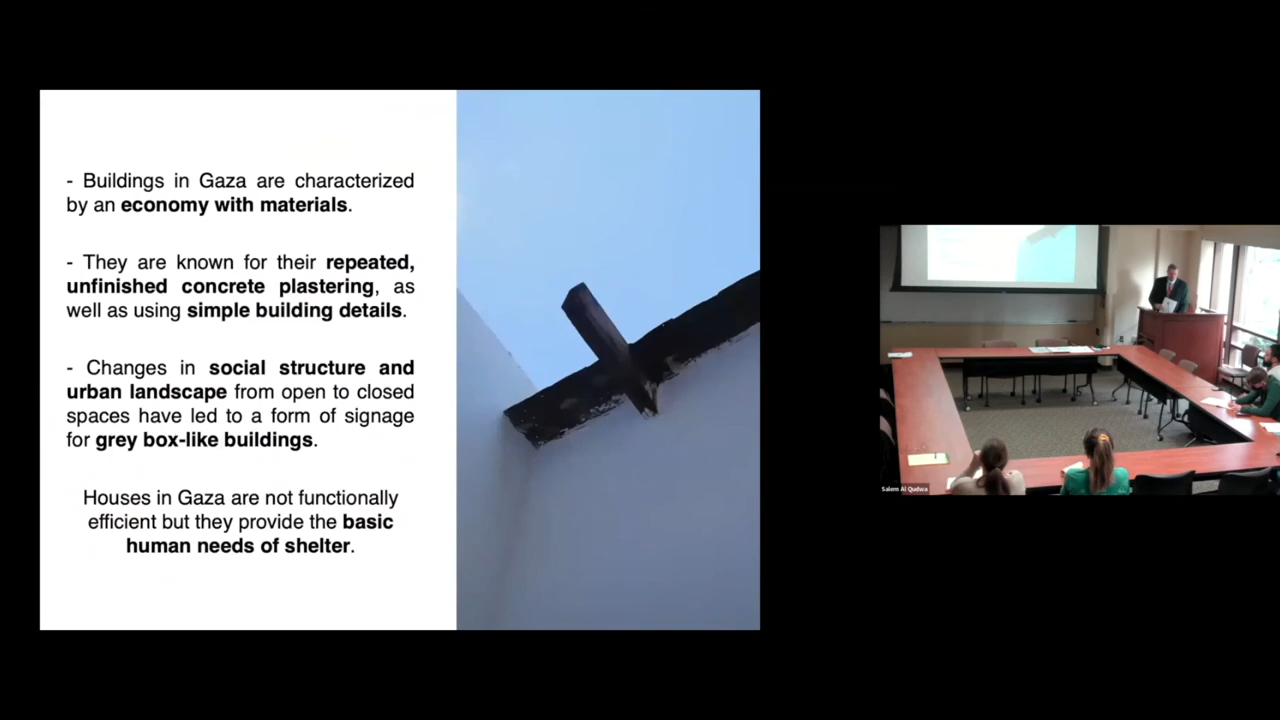 - Buildings in Gaza are characterized
by an economy with materials.
- They are known for their repeated,
unfinished concrete plastering, as
well as using simple building details.
- Changes in social structure and
urban landscape from open to closed
spaces have led to a form of signage
for grey box-like buildings.
Houses in Gaza are not functionally
efficient but they provide the basic
human needs of shelter.
Salem Al Qudwa